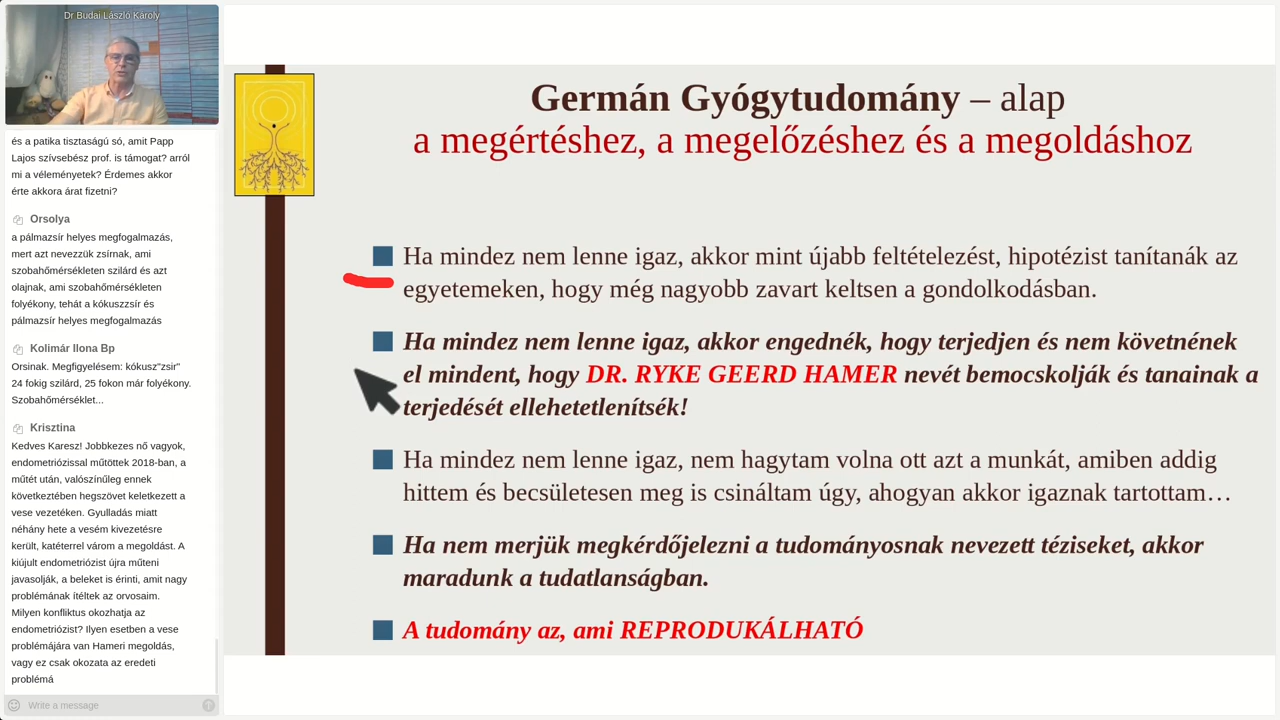 Dr Budai László Károly
és a patika tisztaságú só, amit Papp
Lajos szívsebész prof. is támogat? arról
mi a véleményetek? Érdemes akkor
érte akkora árat fizetni?
Orsolya
a pálmazsír helyes megfogalmazás,
mert azt nevezzük zsírnak, ami
szobahőmérsékleten szilárd és azt
olajnak, ami szobahőmérsékleten
folyékony, tehát a kókuszzsír és
pálmazsír helyes megfogalmazás
Kolimár Ilona Bp
Orsinak. Megfigyelésem: kókusz"zsir"
24 fokig szilárd, 25 fokon már folyékony.
Szobahőmérséklet...
Krisztina
Kedves Karesz! Jobbkezes nő vagyok,
endometriózissal műtöttek 2018-ban, a
műtét után, valószínűleg ennek
következtében hegszövet keletkezett a
vese vezetéken. Gyulladás miatt
néhány hete a vesém kivezetésre
került, katéterrel várom a megoldást. A
kiújult endometriózist újra műteni
javasolják, a beleket is érinti, amit nagy
problémának ítéltek az orvosaim.
Milyen konfliktus okozhatja az
endometriózist? Ilyen esetben a vese
problémájára van Hameri megoldás,
vagy ez csak okozata az eredeti
problémá
Write a message
Germán Gyógytudomány – alap
a megértéshez, a megelőzéshez és a megoldáshoz
Ha mindez nem lenne igaz, akkor mint újabb feltételezést, hipotézist tanítanák az
egyetemeken, hogy még nagyobb zavart keltsen a gondolkodásban.
Ha mindez nem lenne igaz, akkor engednék, hogy terjedjen és nem követnének
el mindent, hogy DR. RYKE GEERD HAMER nevét bemocskolják és tanainak a
terjedését ellehetetlenítsék!
Ha mindez nem lenne igaz, nem hagytam volna ott azt a munkát, amiben addig
hittem és becsületesen meg is csináltam úgy, ahogyan akkor igaznak tartottam…
Ha nem merjük megkérdőjelezni a tudományosnak nevezett téziseket, akkor
maradunk a tudatlanságban.
A tudomány az, ami REPRODUKÁLHATÓ